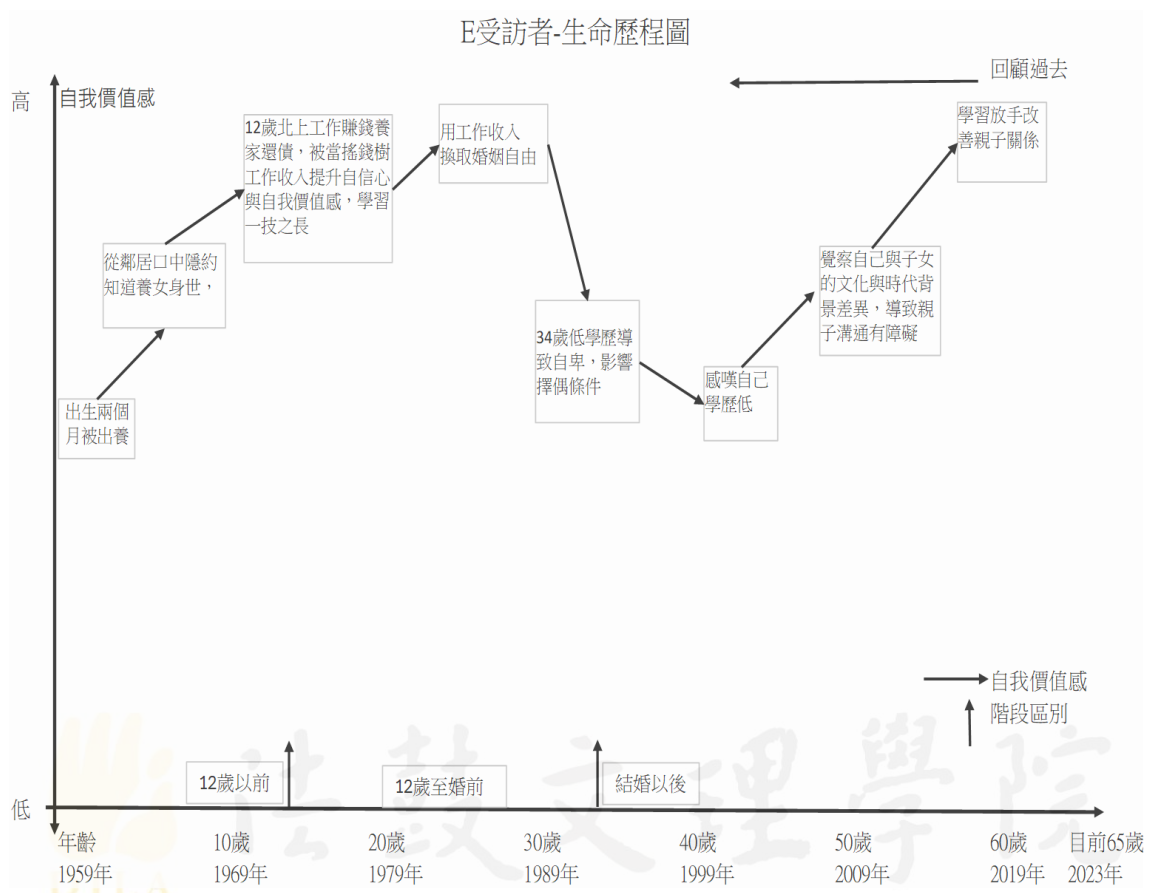 E受訪者-生命歷程圖
回顧過去
高
自我價值感
學習放手改
善親子關係
12歲北上工作賺錢養
家還債，被當搖錢樹
工作收入提升自信心
與自我價值感，學習
一技之長
用工作收入
換取婚姻自由
從鄰居口中隱約
知道養女身世，
覺察自己與子女
的文化與時代背
景差異，導致親
子溝通有障礙
34歲低學歷導
致自卑，影響
擇偶條件
感嘆自己
學歷低
出生兩個
月被出養
自我價值感
階段區別
12歲以前
12歲至婚前
結婚以後
低
法鼓文理學院
年齡
10歲
20歲
30歲
40歲
50歲
60歲
目前65歲
1959年
1969年
1979年
1989年
1999年
2009年
2019年
2023年